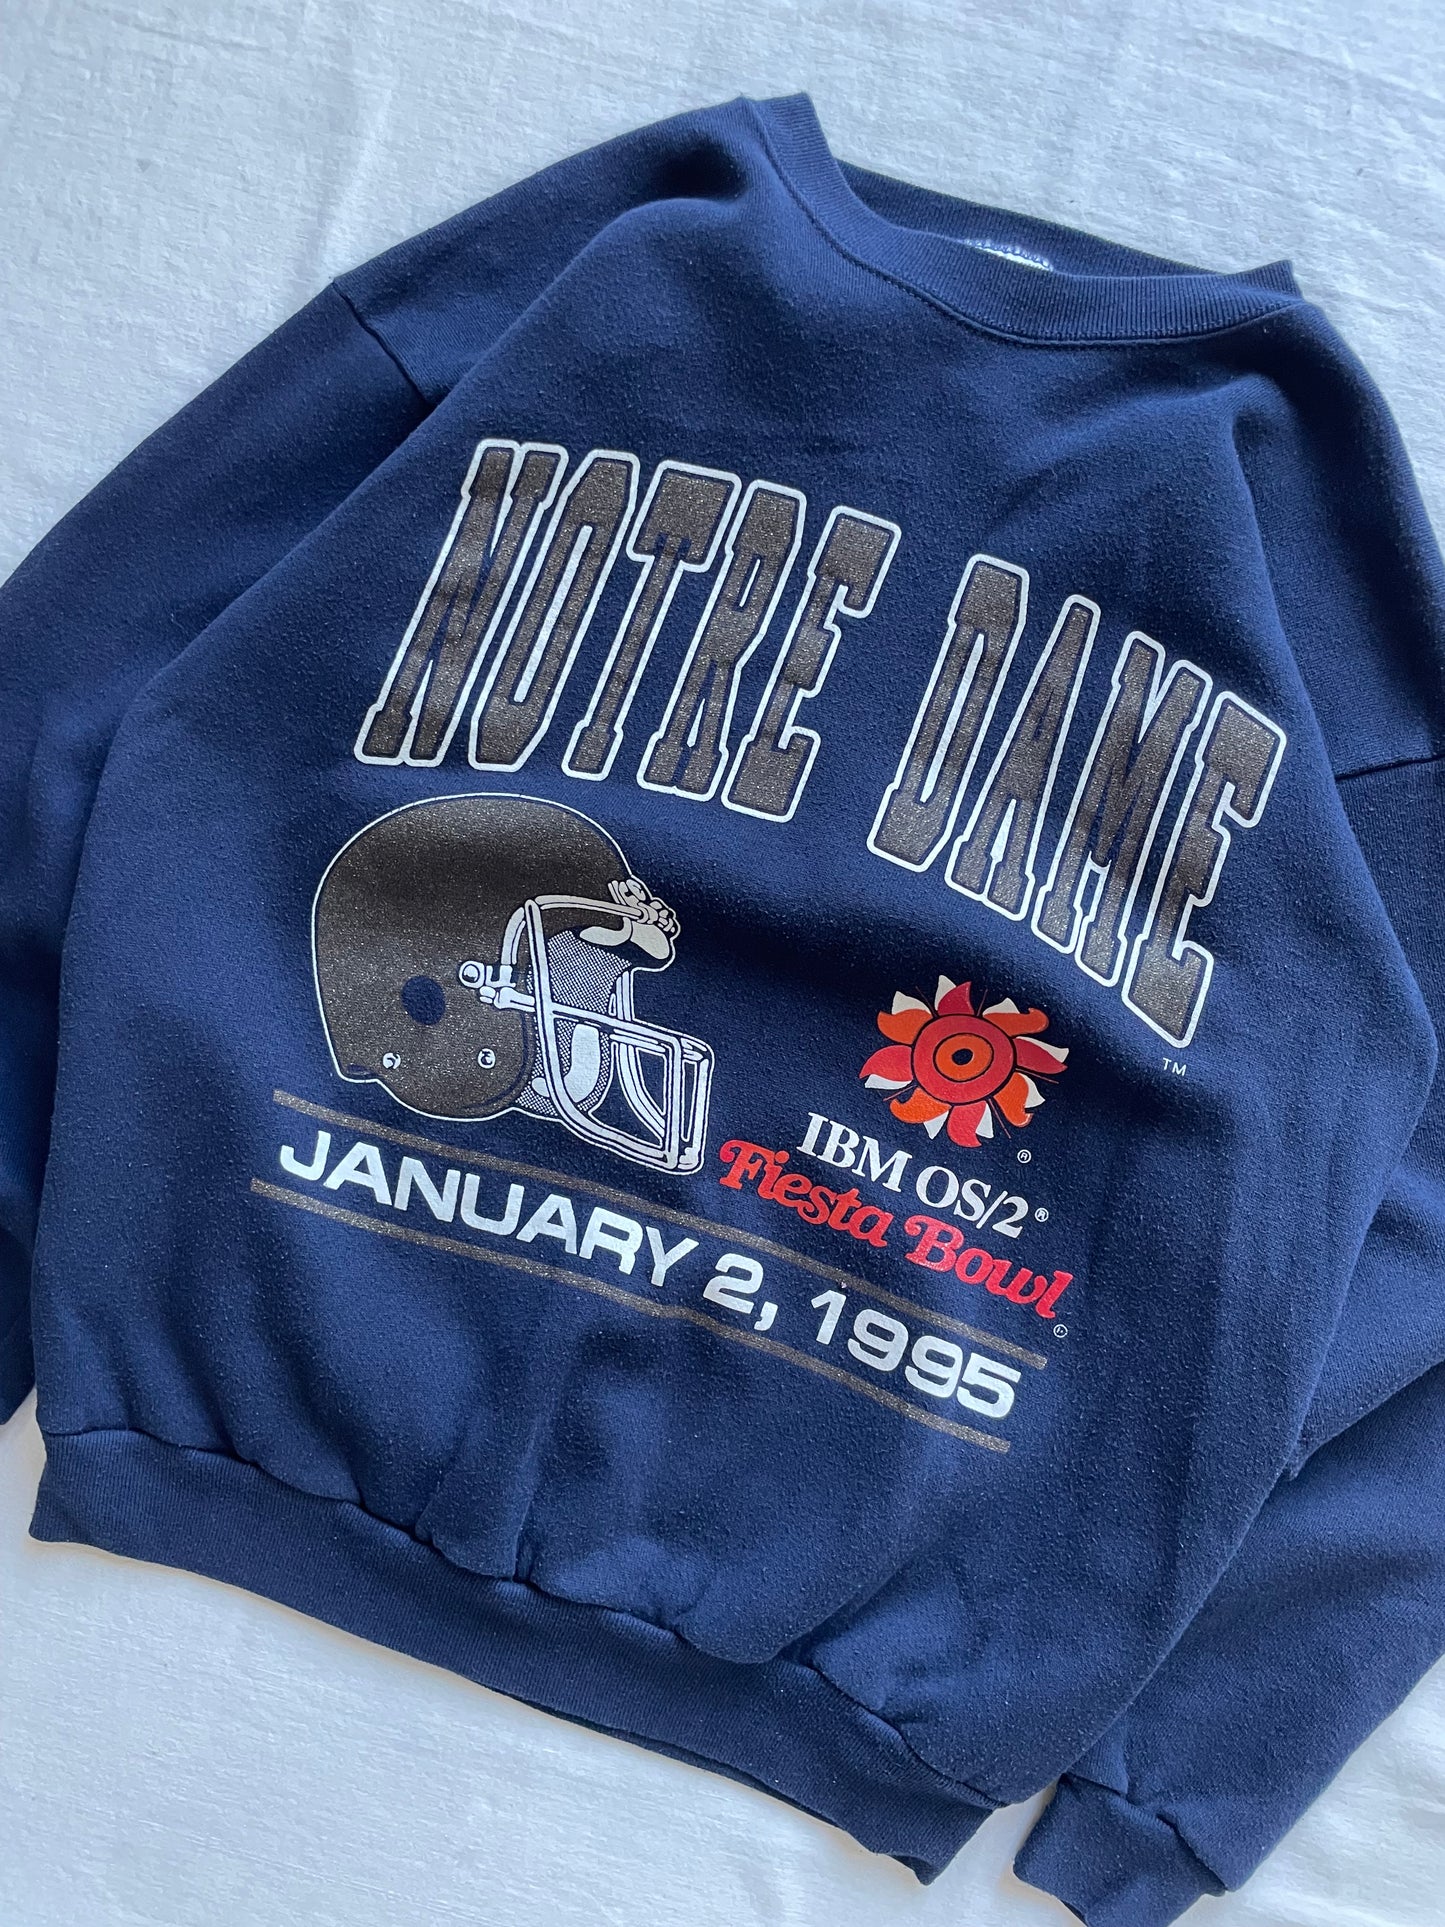 NOTRE DAME
TM
®
IBM OS/2®
Fiesta Bowl
®
JANUARY 2, 1995